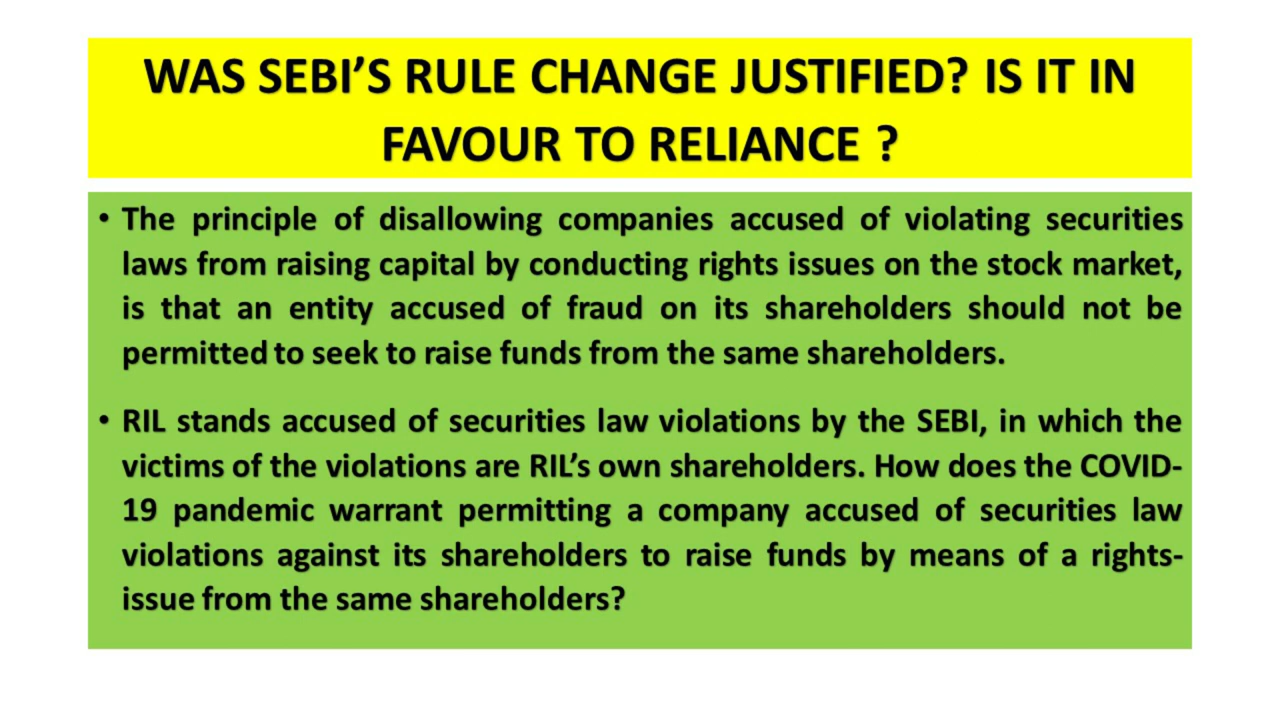 WAS SEBI’S RULE CHANGE JUSTIFIED? IS IT IN
FAVOUR TO RELIANCE ?
• The principle of disallowing companies accused of violating securities
laws from raising capital by conducting rights issues on the stock market,
is that an entity accused of fraud on its shareholders should not be
permitted to seek to raise funds from the same shareholders.
• RIL stands accused of securities law violations by the SEBI, in which the
victims of the violations are RIL’s own shareholders. How does the COVID-
19 pandemic warrant permitting a company accused of securities law
violations against its shareholders to raise funds by means of a rights-
issue from the same shareholders?